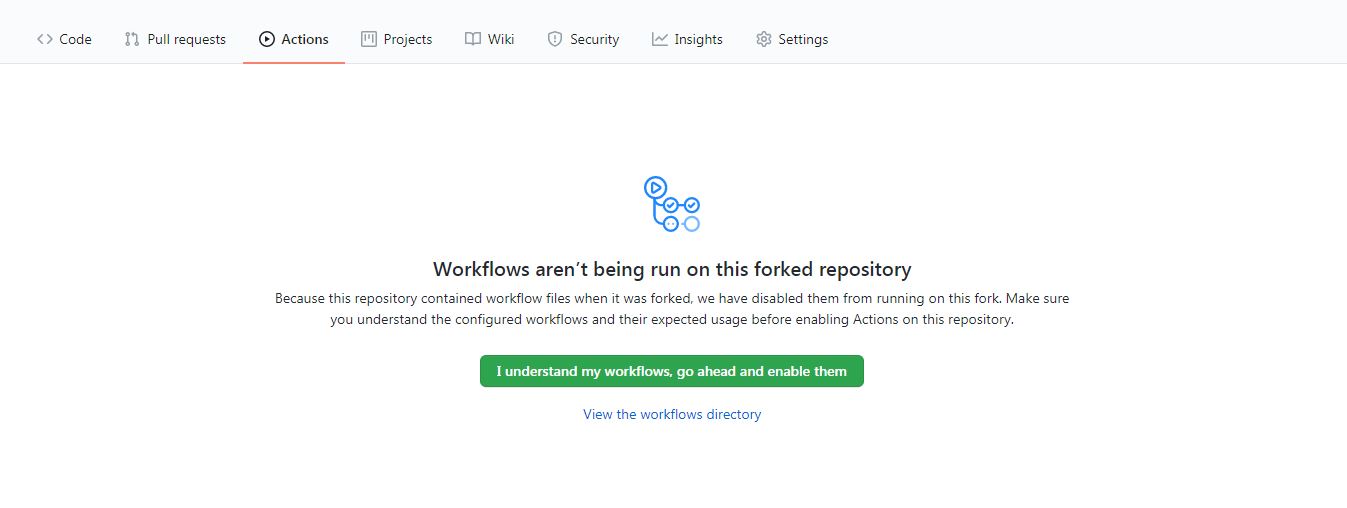 Code Pull requests Actions Projects Wiki Security Insights Settings
Workflows aren’t being run on this forked repository
Because this repository contained workflow files when it was forked, we have disabled them from running on this fork. Make sure
you understand the configured workflows and their expected usage before enabling Actions on this repository.
I understand my workflows, go ahead and enable them
View the workflows directory